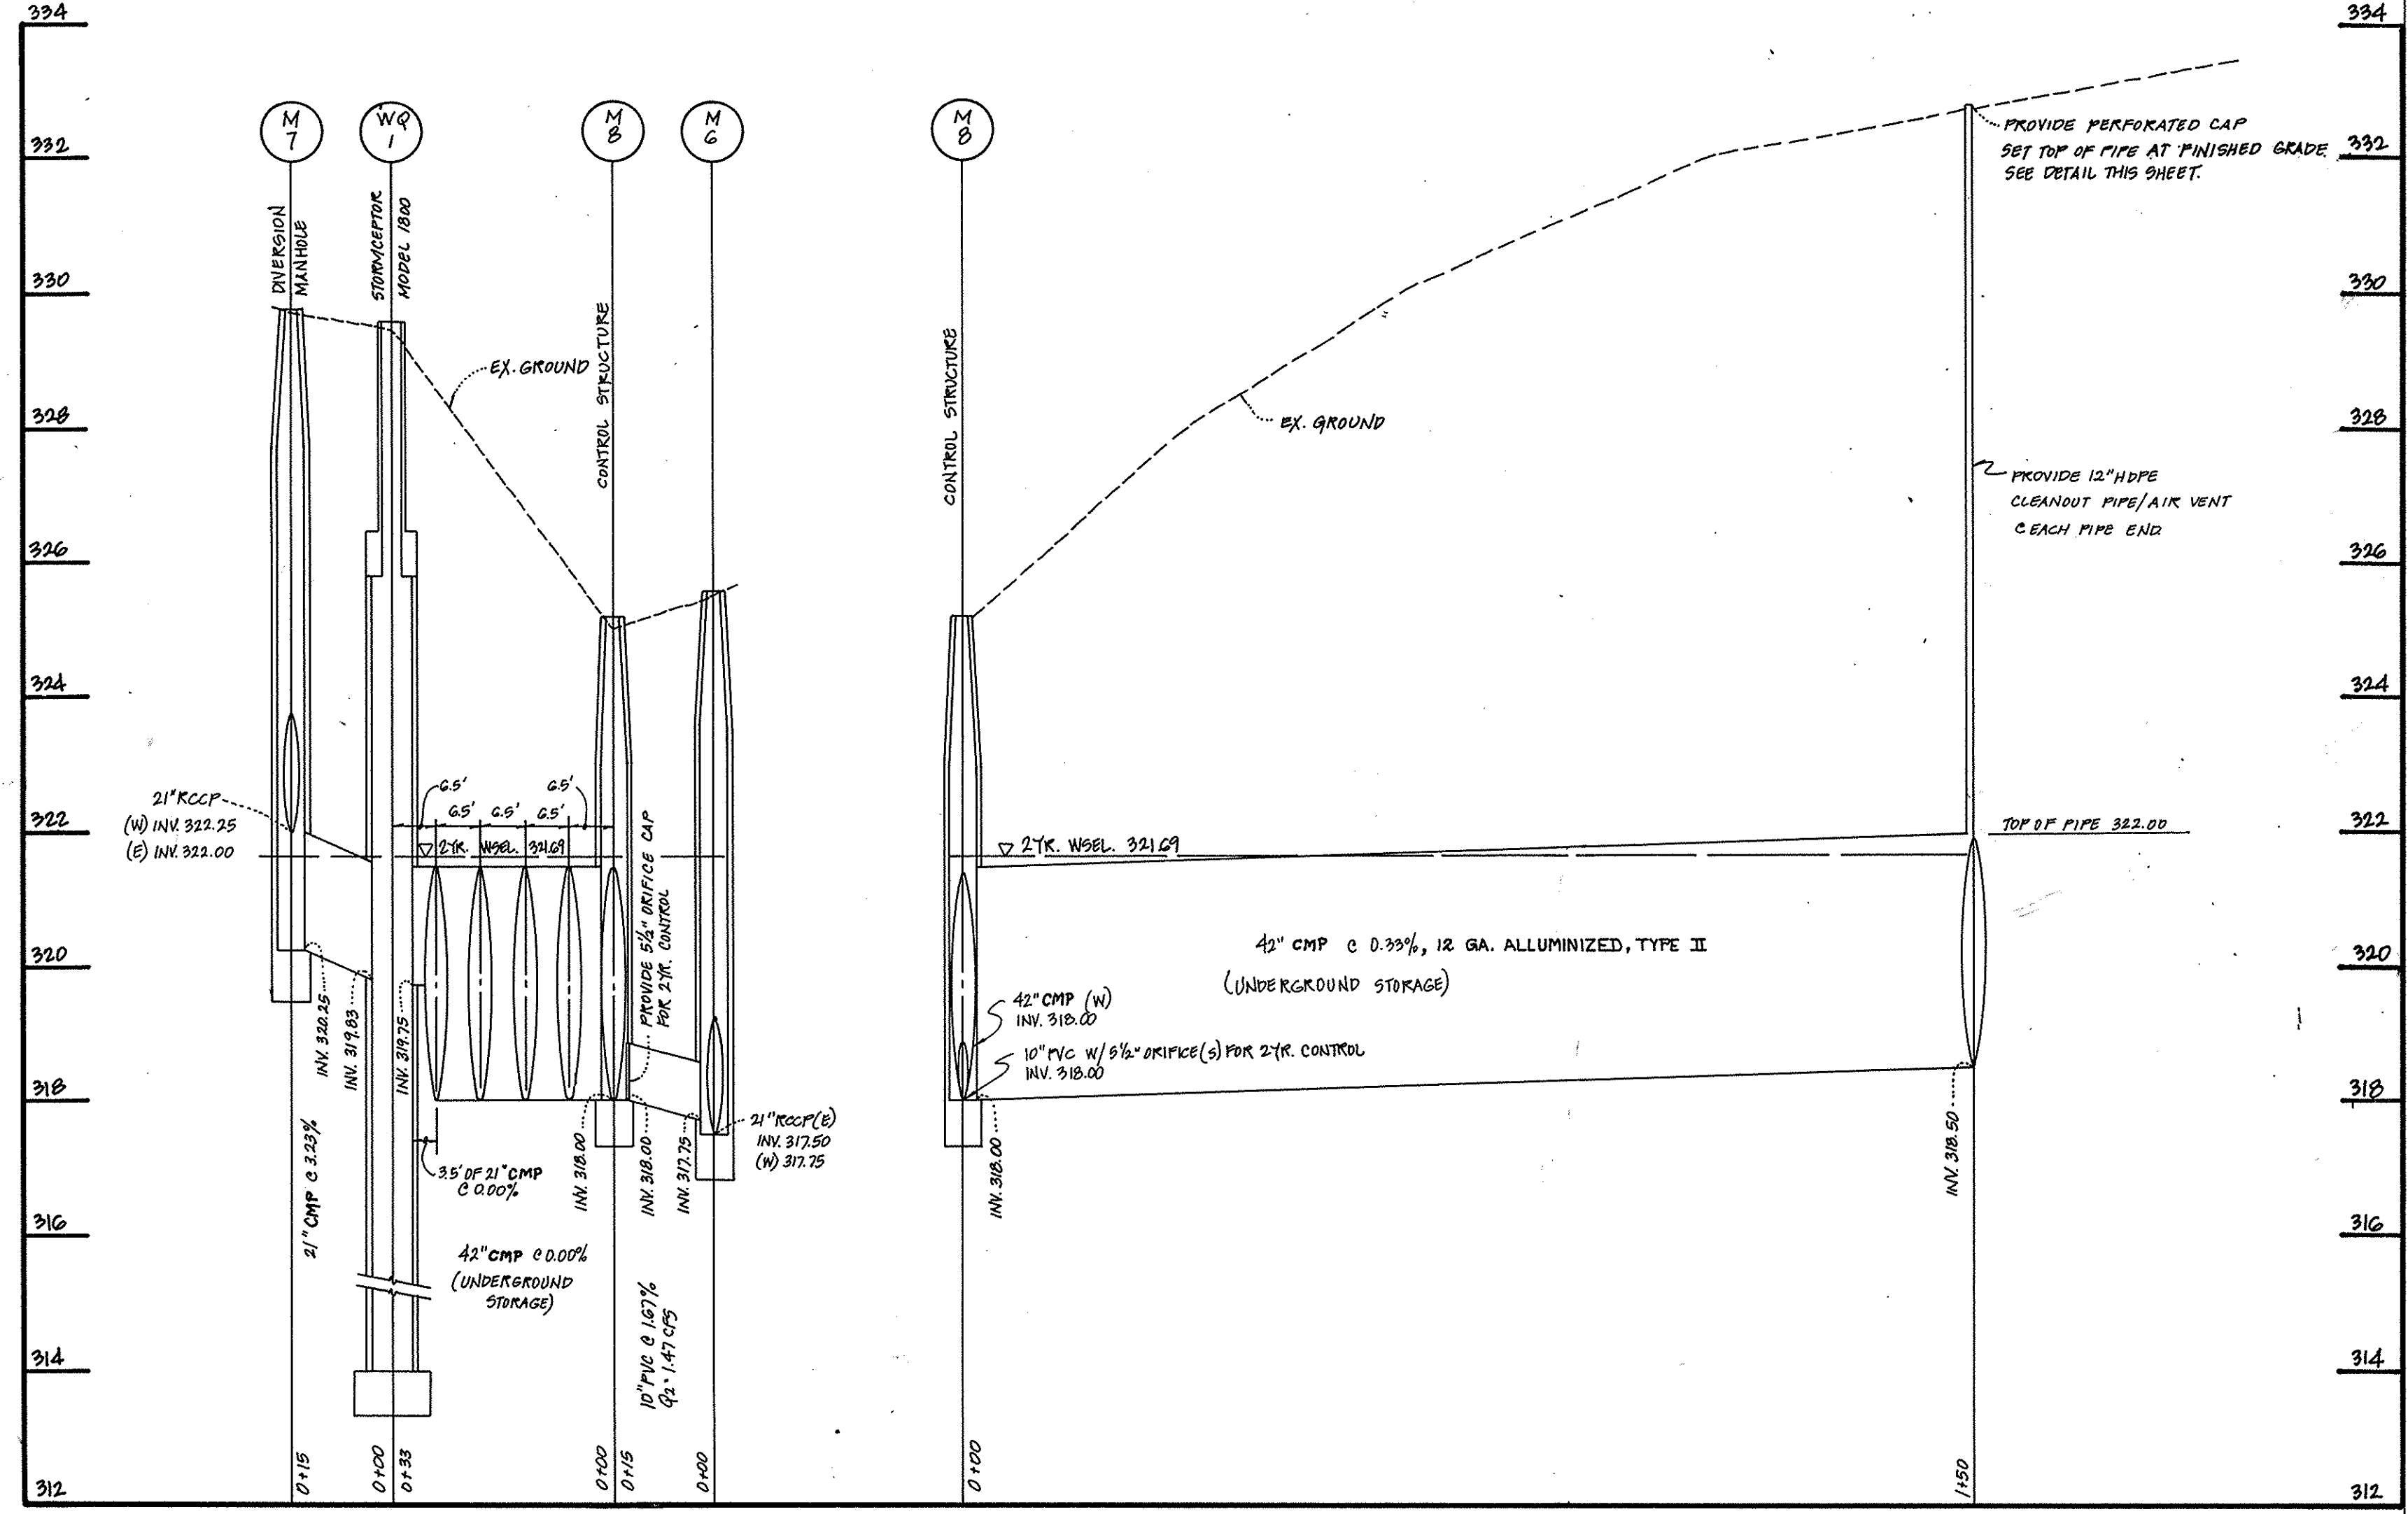 334
332
330
328
326
324
322
320
318
316
314
312
M
7
WQ
1
M
8
M
6
M
8
DIVERSION
MANHOLE
STORMCEPTOR
MODEL 1800
CONTROL STRUCTURE
EX. GROUND
21" RCCP
(W) INV. 322.25
(E) INV. 322.00
6.5'
6.5'
6.5'
6.5'
6.5'
2 YR. WSEL. 321.69
PROVIDE 5½" ORIFICE CAP
FOR 2 YR. CONTROL
INV. 320.25
INV. 319.83
INV. 319.75
INV. 318.00
INV. 318.00
INV. 317.75
21" RCCP(E)
INV. 317.50
(W) 317.75
3.5' OF 21" CMP
@ 0.00%
21" CMP @ 3.23%
42" CMP @ 0.00%
(UNDERGROUND
STORAGE)
10" PVC @ 1.67%
Q2 = 1.47 CFS
0+15
0+00
0+33
0+00
0+15
0+00
CONTROL STRUCTURE
EX. GROUND
PROVIDE PERFORATED CAP
SET TOP OF PIPE AT FINISHED GRADE
SEE DETAIL THIS SHEET.
PROVIDE 12" HDPE
CLEANOUT PIPE/AIR VENT
@ EACH PIPE END.
2 YR. WSEL. 321.69
TOP OF PIPE 322.00
42" CMP @ 0.33%, 12 GA. ALLUMINIZED, TYPE II
(UNDERGROUND STORAGE)
42" CMP (W)
INV. 318.00
10" PVC W/ 5½" ORIFICE(S) FOR 2 YR. CONTROL
INV. 318.00
INV. 318.00
INV. 318.50
0+00
1+50
334
332
330
328
326
324
322
320
318
316
314
312